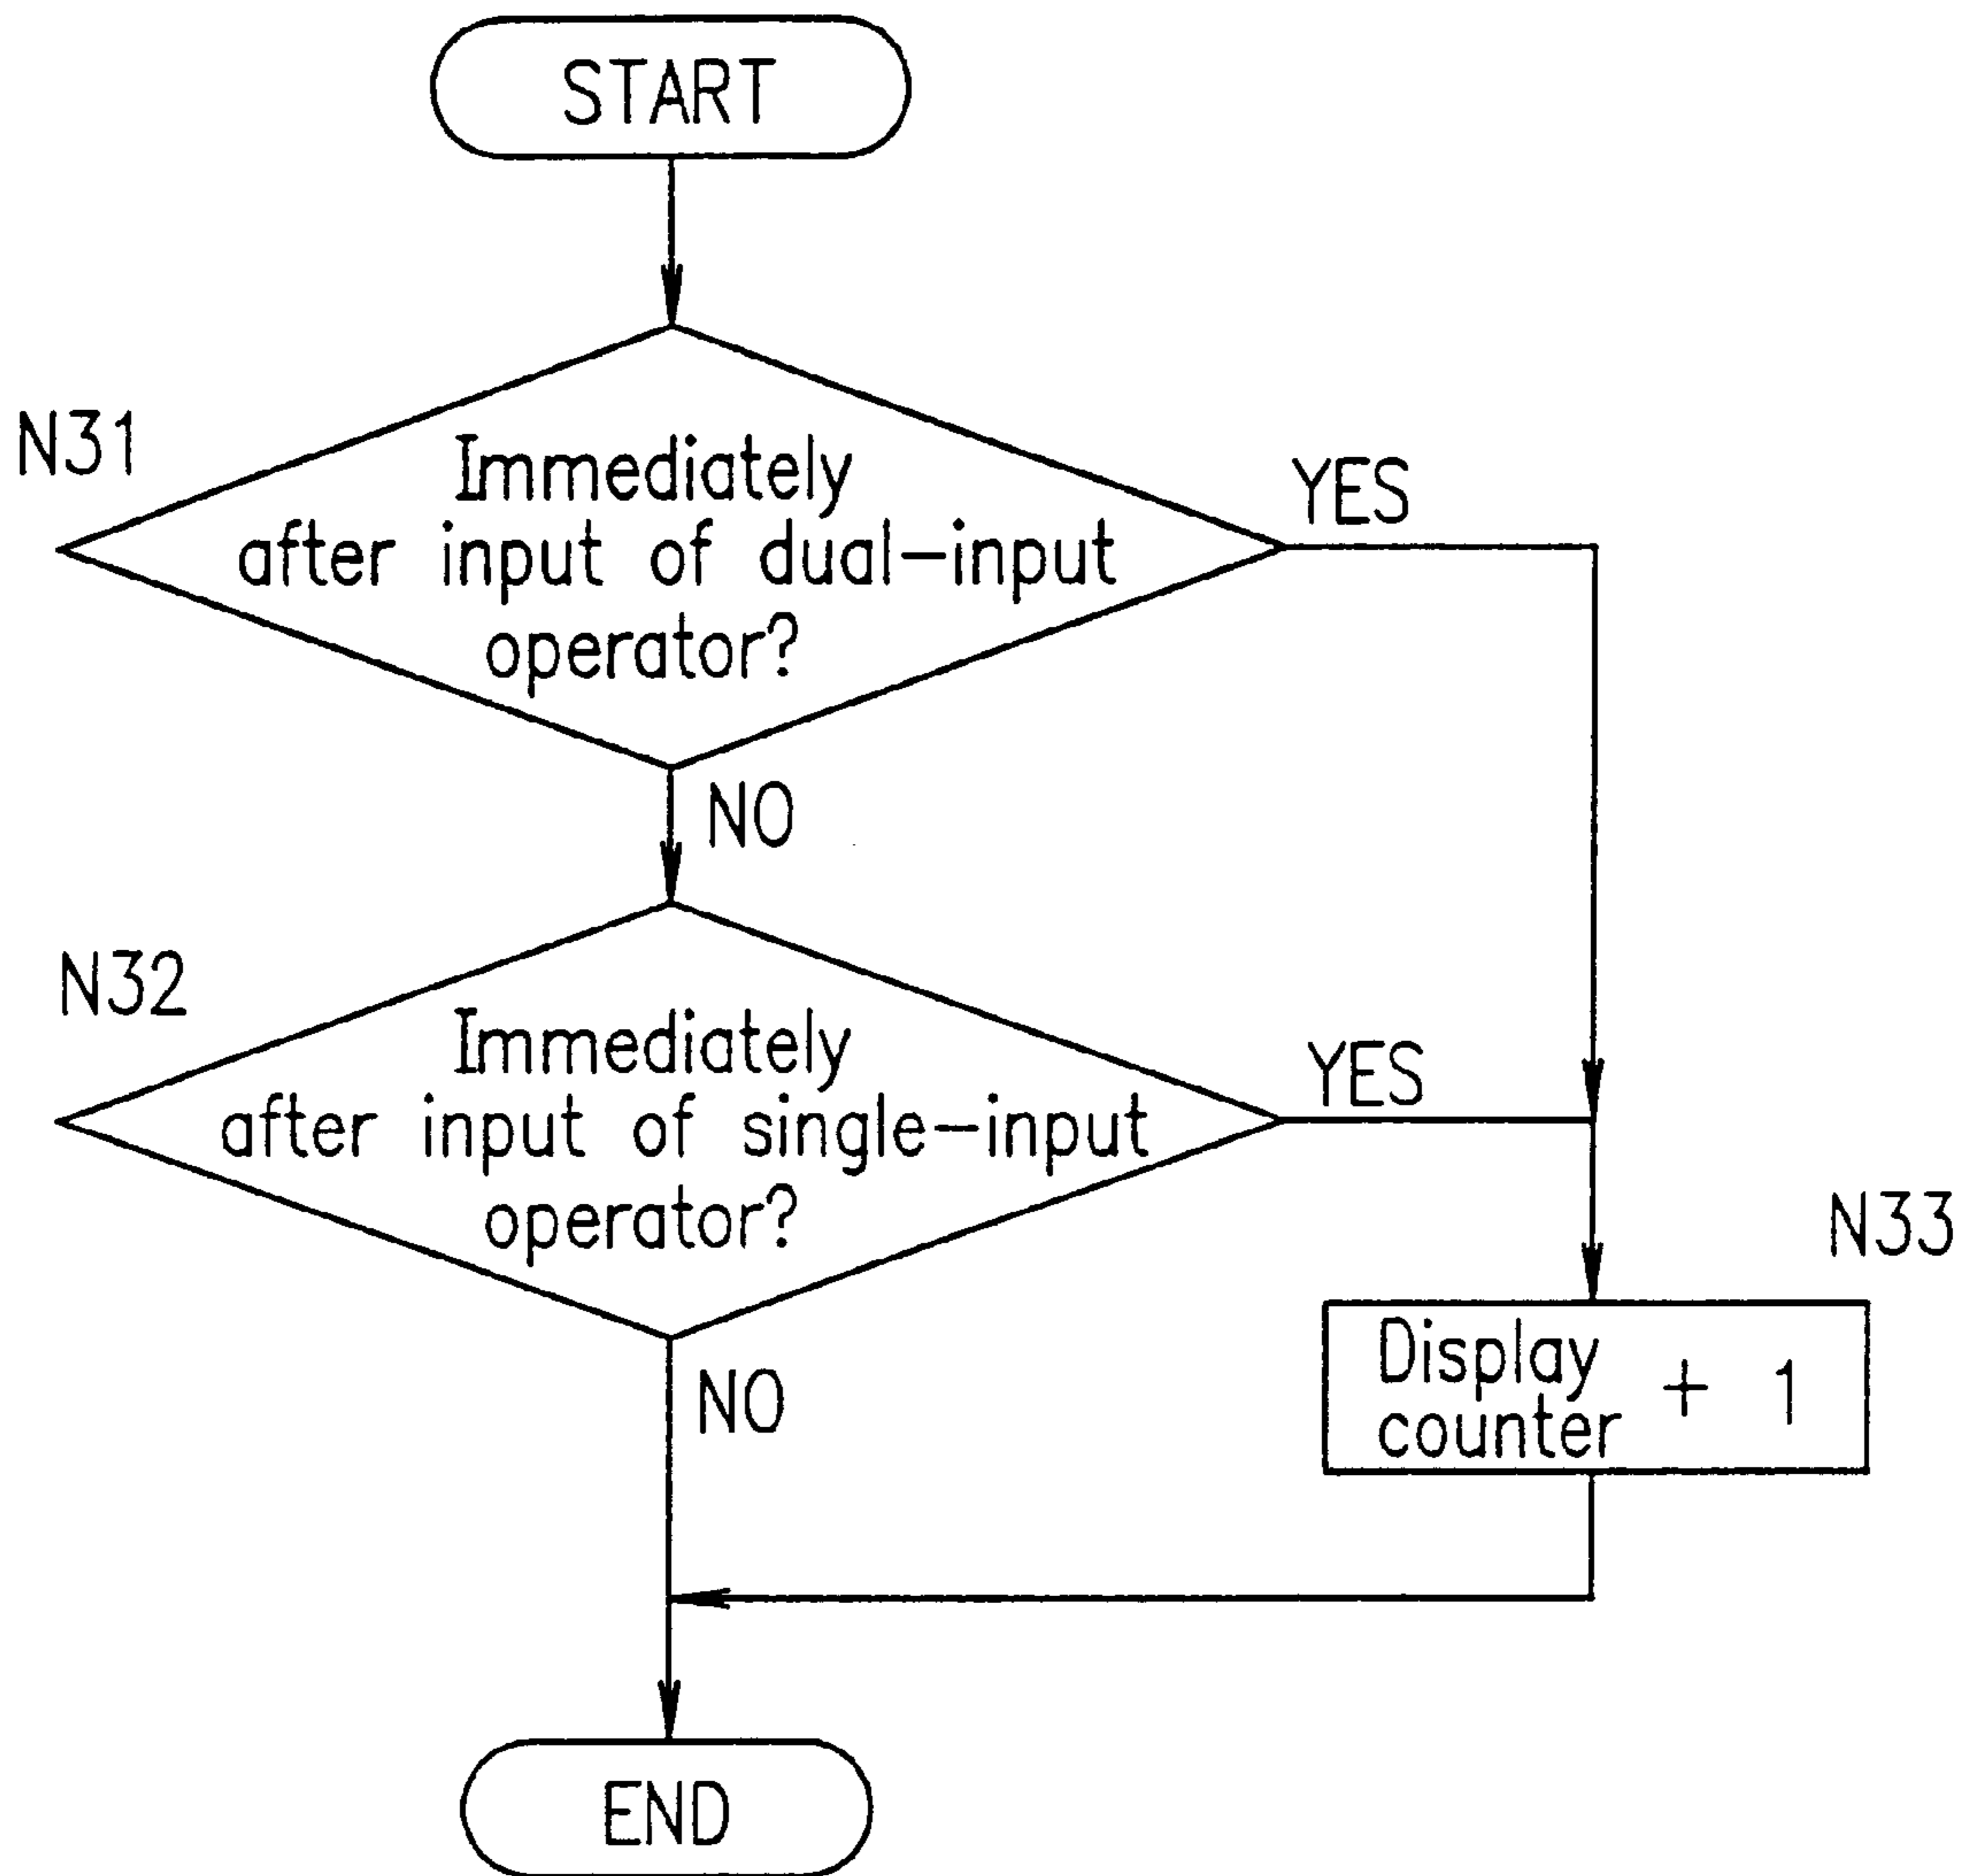 START
N31
Immediately
after input of dual-input
operator?
YES
NO
N32
Immediately
after input of single-input
operator?
YES
N33
Display
counter + 1
NO
END